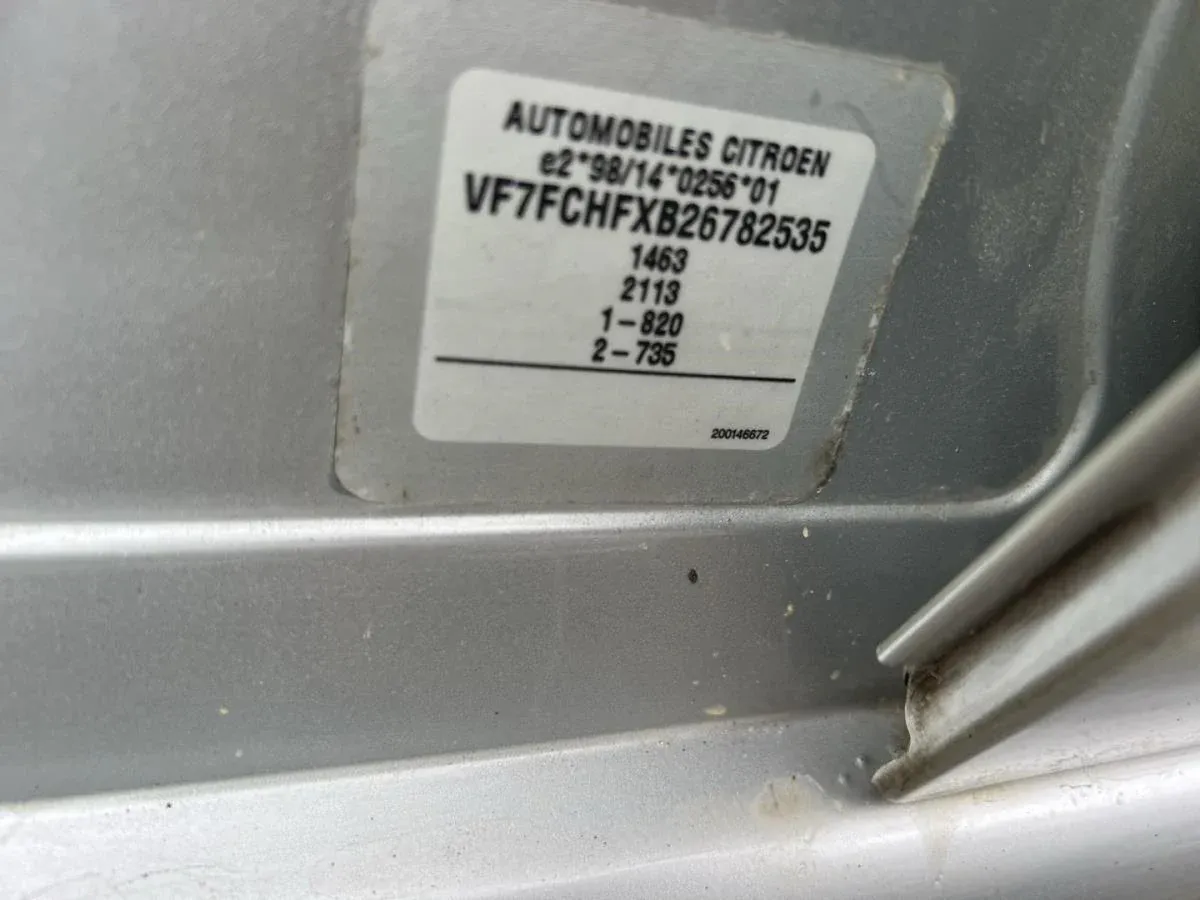 AUTOMOBILES CITROEN
e2*98/14*0256*01
VF7FCHFXB26782535
1463
2113
1-820
2-735
200146672